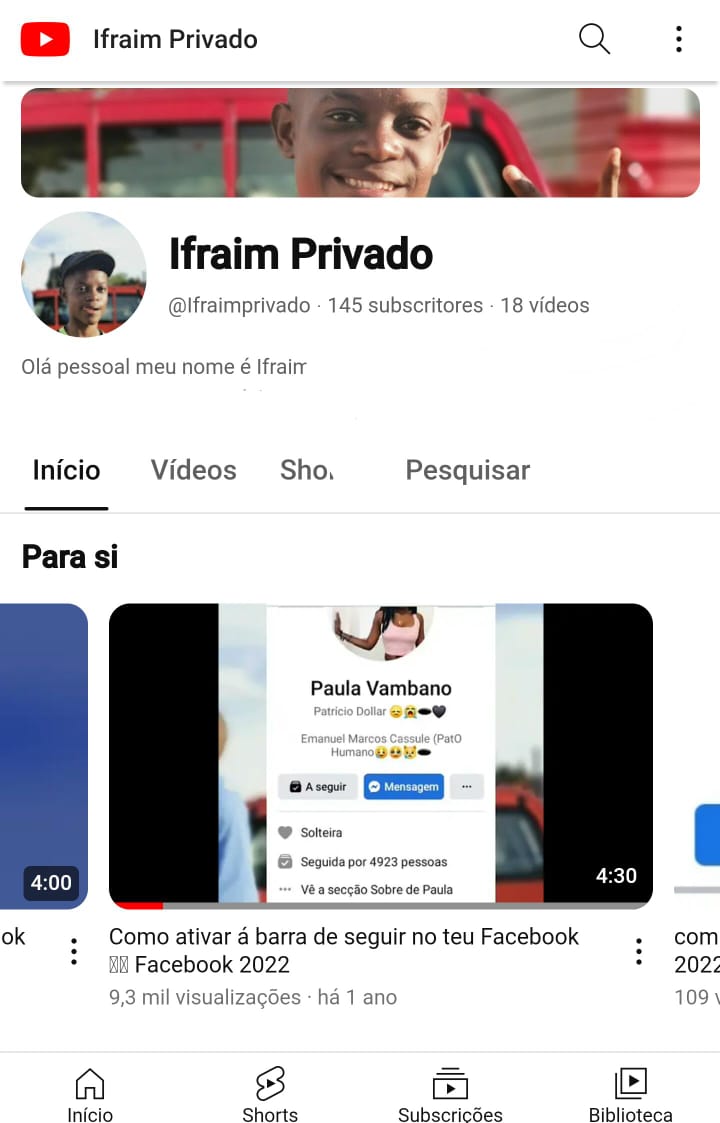 Ifraim Privado
Ifraim Privado
@Ifraimprivado · 145 subscritores · 18 vídeos
Olá pessoal meu nome é Ifraim
Início Vídeos Pesquisar
Para si
Paula Vambano
Patrício Dollar 😔😭🕳️🖤
Emanuel Marcos Cassule (PatO
Humano😢🥺😿🕳️
A seguir Mensagem ...
Solteira
Seguida por 4923 pessoas
··· Vê a secção Sobre de Paula
4:00
4:30
ok
Como ativar á barra de seguir no teu Facebook
Facebook 2022
9,3 mil visualizações · há 1 ano
com
2022
109
Início Shorts Subscrições Biblioteca